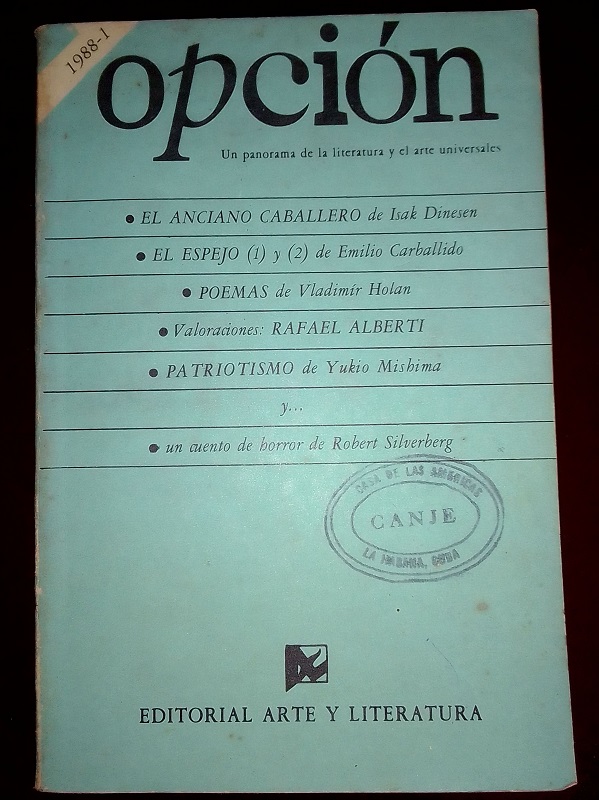 1988-1
opción
Un panorama de la literatura y el arte universales
• EL ANCIANO CABALLERO de Isak Dinesen
• EL ESPEJO (1) y (2) de Emilio Carballido
• POEMAS de Vladimír Holan
• Valoraciones: RAFAEL ALBERTI
• PATRIOTISMO de Yukio Mishima
y...
• un cuento de horror de Robert Silverberg
CASA DE LAS AMERICAS
CANJE
LA HABANA, CUBA
EDITORIAL ARTE Y LITERATURA